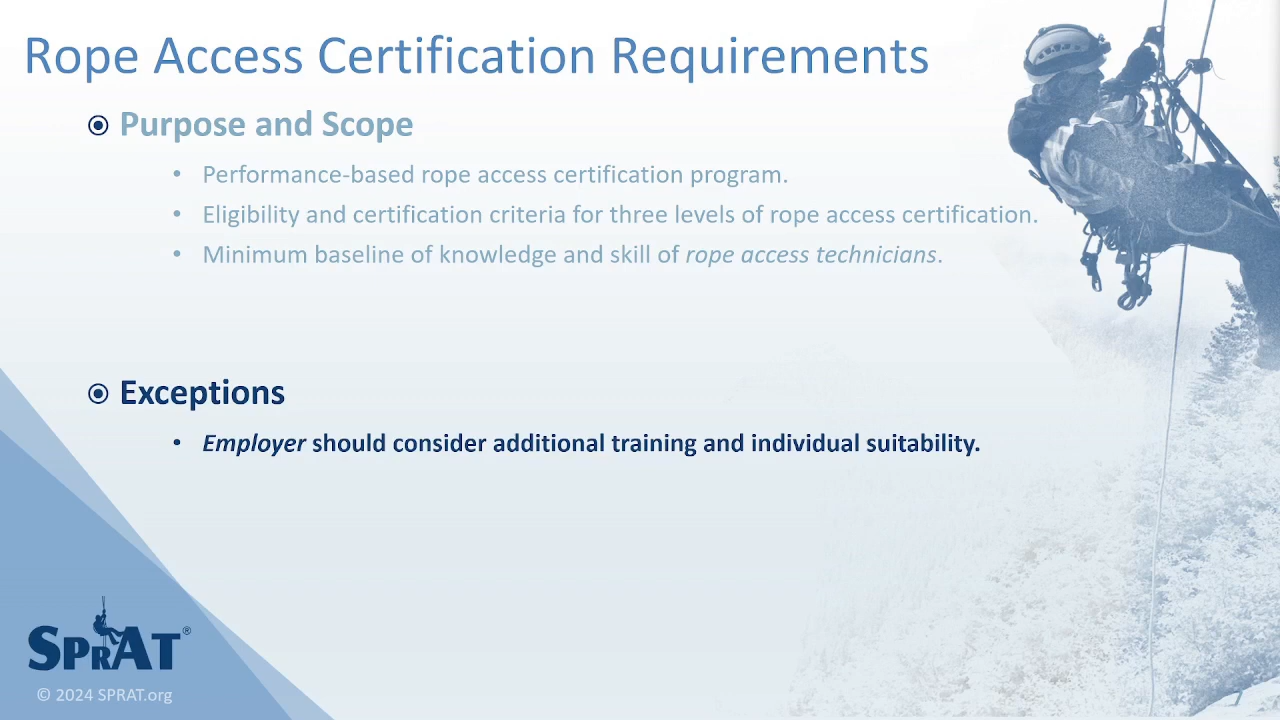 Rope Access Certification Requirements
Purpose and Scope
• Performance-based rope access certification program.
• Eligibility and certification criteria for three levels of rope access certification.
• Minimum baseline of knowledge and skill of rope access technicians.
Exceptions
• Employer should consider additional training and individual suitability.
SPRAT®
© 2024 SPRAT.org